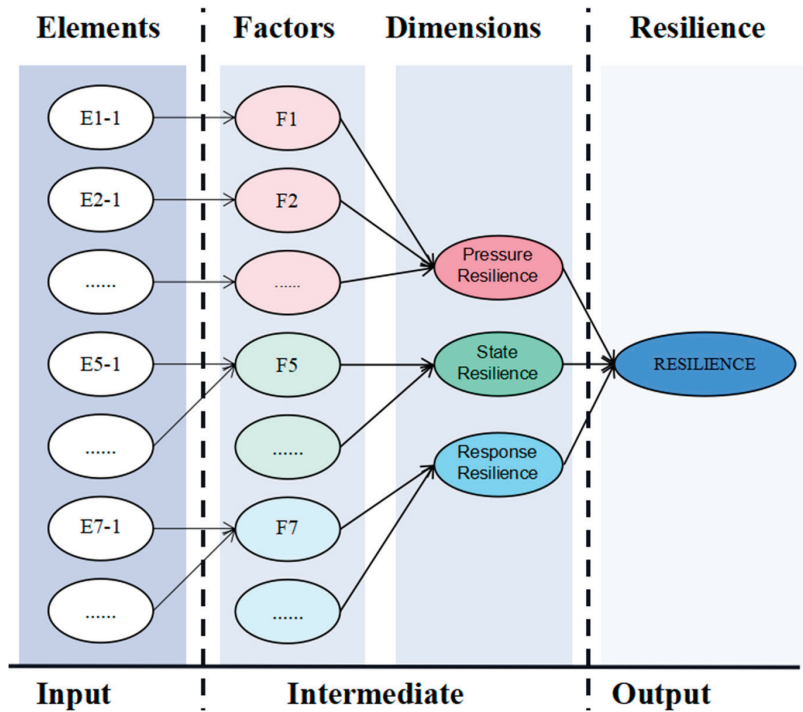 Elements Factors Dimensions Resilience
E1-1 F1
E2-1 F2
Pressure
Resilience
...... ......
E5-1 F5
State
Resilience
RESILIENCE
...... ......
Response
Resilience
E7-1 F7
...... ......
Input Intermediate Output